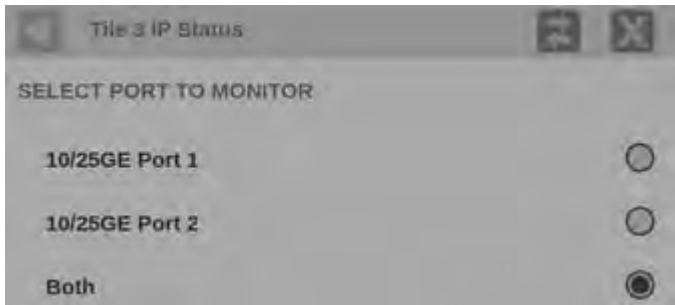 Tile 3 IP Status
SELECT PORT TO MONITOR
10/25GE Port 1
10/25GE Port 2
Both